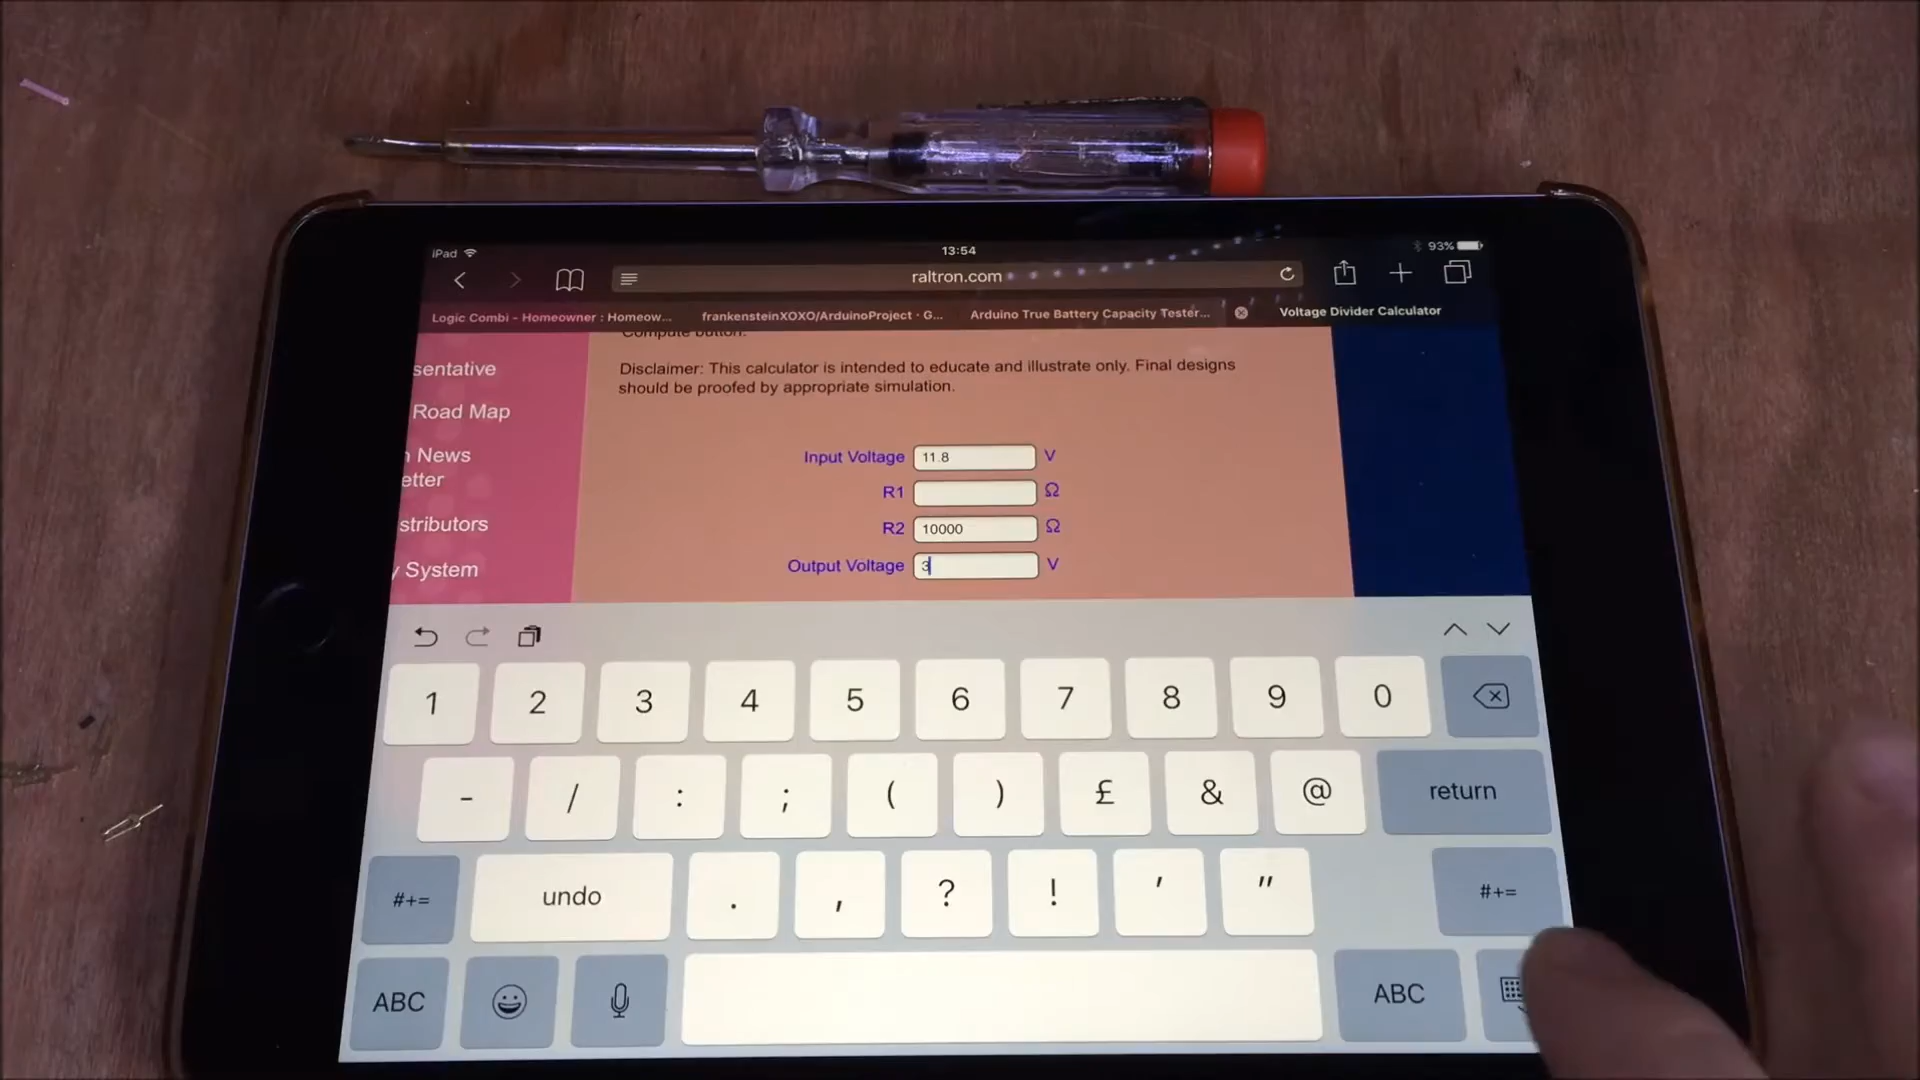 iPad 13:54 93%
raltron.com
Logic Combi - Homeowner : Homeow... frankensteinXOXO/ArduinoProject · G... Arduino True Battery Capacity Tester... Voltage Divider Calculator
Compute button.
Disclaimer: This calculator is intended to educate and illustrate only. Final designs
should be proofed by appropriate simulation.
sentative
Road Map
News
etter
stributors
System
Input Voltage 11.8 V
R1 Ω
R2 10000 Ω
Output Voltage 3 V
1 2 3 4 5 6 7 8 9 0
- / : ; ( ) £ & @ return
#+= undo . , ? ! ' " #+=
ABC ABC